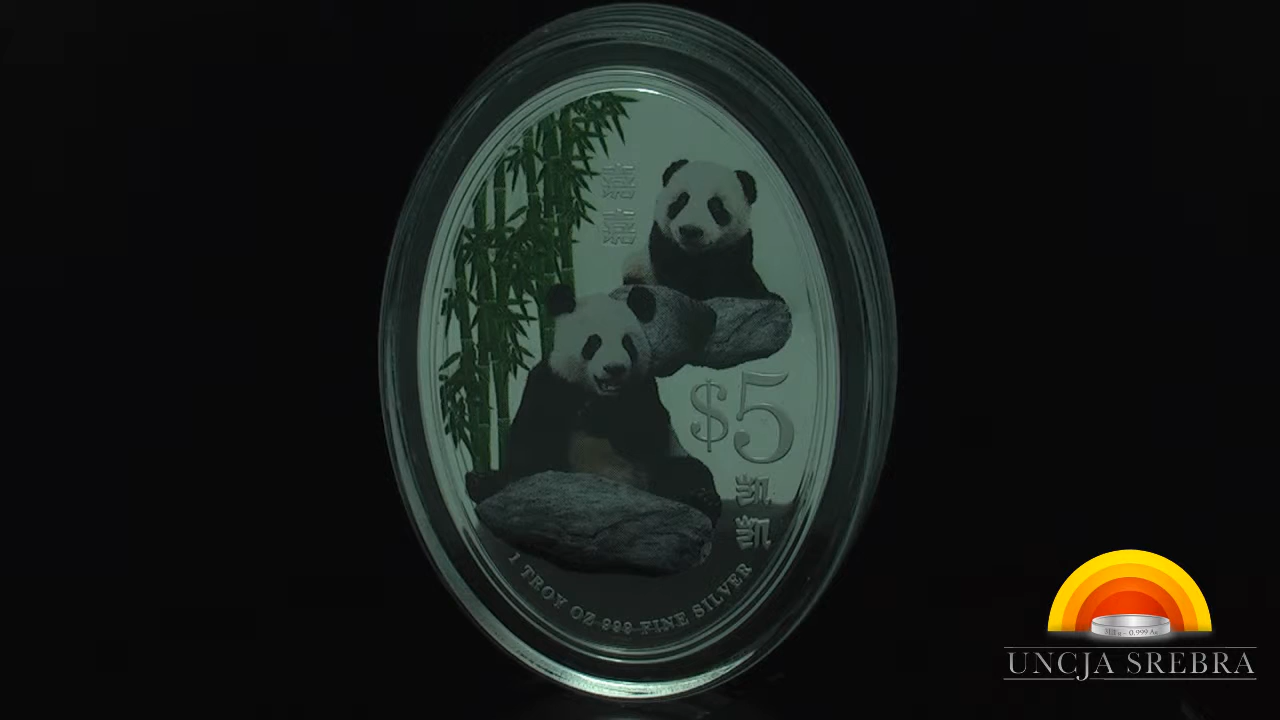 嘉
嘉
$5
凯
凯
1 TROY OZ 999 FINE SILVER
UNCJA SREBRA